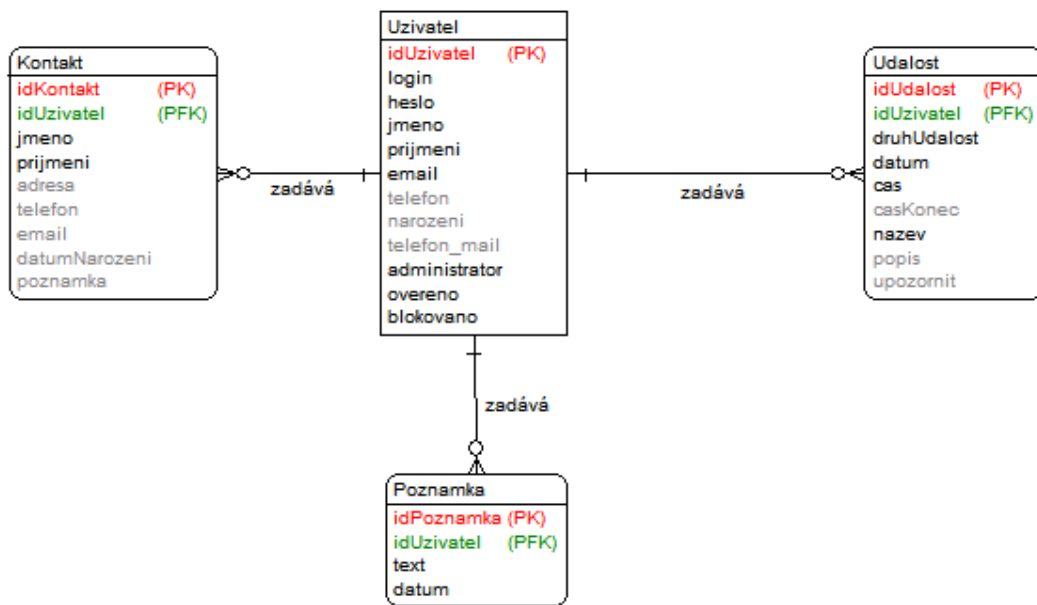 Kontakt
idKontakt (PK)
idUzivatel (PFK)
jmeno
prijmeni
adresa
telefon
email
datumNarozeni
poznamka
zadává
Uzivatel
idUzivatel (PK)
login
heslo
jmeno
prijmeni
email
telefon
narozeni
telefon_mail
administrator
overeno
blokovano
zadává
Udalost
idUdalost (PK)
idUzivatel (PFK)
druhUdalost
datum
cas
casKonec
nazev
popis
upozornit
zadává
Poznamka
idPoznamka (PK)
idUzivatel (PFK)
text
datum